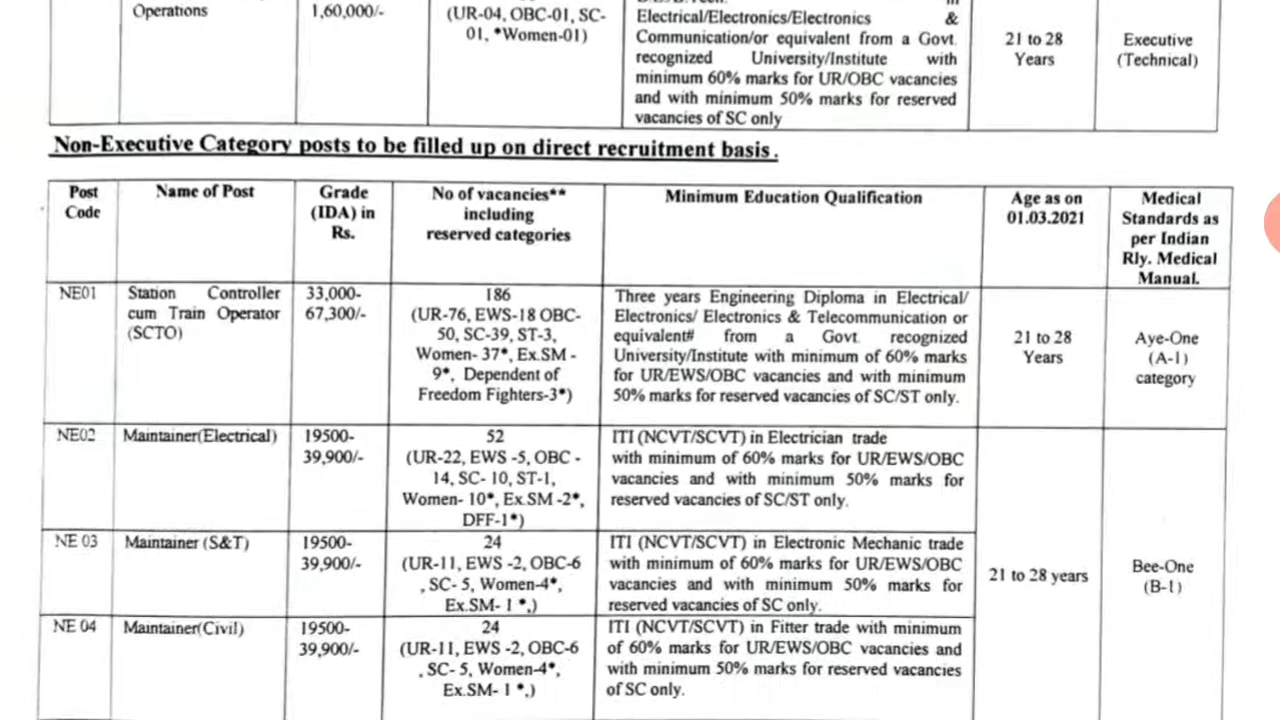 Operations
1,60,000/-
(UR-04, OBC-01, SC-
01, *Women-01)
Electrical/Electronics/Electronics &
Communication/or equivalent from a Govt.
recognized University/Institute with
minimum 60% marks for UR/OBC vacancies
and with minimum 50% marks for reserved
vacancies of SC only
21 to 28
Years
Executive
(Technical)
Non-Executive Category posts to be filled up on direct recruitment basis.
Post
Code
Name of Post
Grade
(IDA) in
Rs.
No of vacancies**
including
reserved categories
Minimum Education Qualification
Age as on
01.03.2021
Medical
Standards as
per Indian
Rly. Medical
Manual.
NE01
Station Controller
cum Train Operator
(SCTO)
33,000-
67,300/-
186
(UR-76, EWS-18 OBC-
50, SC-39, ST-3,
Women- 37*, Ex.SM -
9*, Dependent of
Freedom Fighters-3*)
Three years Engineering Diploma in Electrical/
Electronics/ Electronics & Telecommunication or
equivalent# from a Govt. recognized
University/Institute with minimum of 60% marks
for UR/EWS/OBC vacancies and with minimum
50% marks for reserved vacancies of SC/ST only.
21 to 28
Years
Aye-One
(A-1)
category
NE02
Maintainer(Electrical)
19500-
39,900/-
52
(UR-22, EWS -5, OBC -
14, SC- 10, ST-1,
Women- 10*, Ex.SM -2*,
DFF-1*)
ITI (NCVT/SCVT) in Electrician trade
with minimum of 60% marks for UR/EWS/OBC
vacancies and with minimum 50% marks for
reserved vacancies of SC/ST only.
21 to 28 years
Bee-One
(B-1)
NE 03
Maintainer (S&T)
19500-
39,900/-
24
(UR-11, EWS -2, OBC-6
, SC- 5, Women-4*,
Ex.SM- 1 *,)
ITI (NCVT/SCVT) in Electronic Mechanic trade
with minimum of 60% marks for UR/EWS/OBC
vacancies and with minimum 50% marks for
reserved vacancies of SC only.
NE 04
Maintainer(Civil)
19500-
39,900/-
24
(UR-11, EWS -2, OBC-6
, SC- 5, Women-4*,
Ex.SM- 1 *,)
ITI (NCVT/SCVT) in Fitter trade with minimum
of 60% marks for UR/EWS/OBC vacancies and
with minimum 50% marks for reserved vacancies
of SC only.